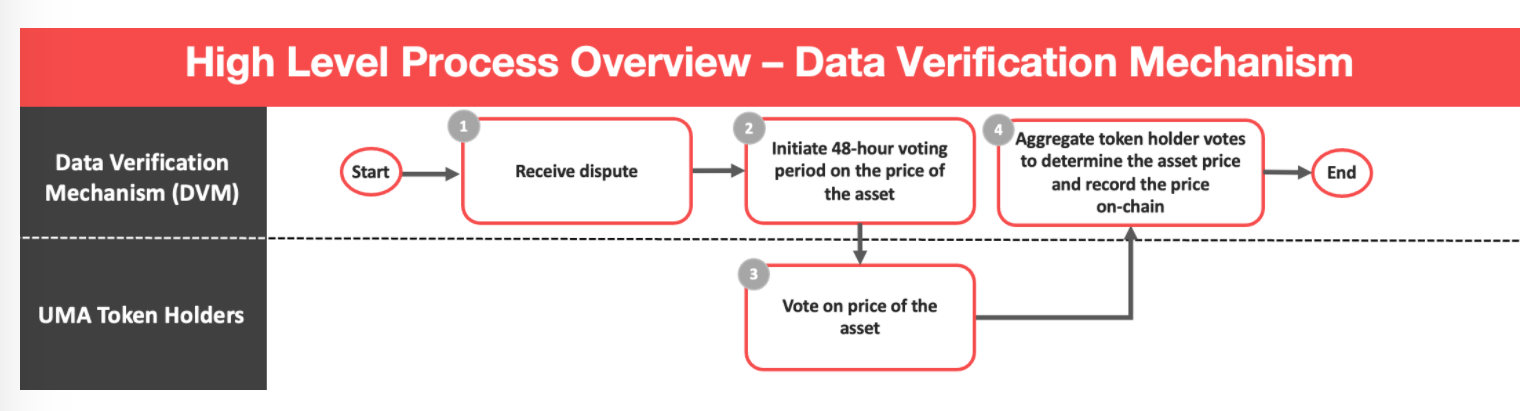 High Level Process Overview – Data Verification Mechanism
Data Verification
Mechanism (DVM)
Start
1
Receive dispute
2
Initiate 48-hour voting
period on the price of
the asset
4
Aggregate token holder votes
to determine the asset price
and record the price
on-chain
End
UMA Token Holders
3
Vote on price of the
asset